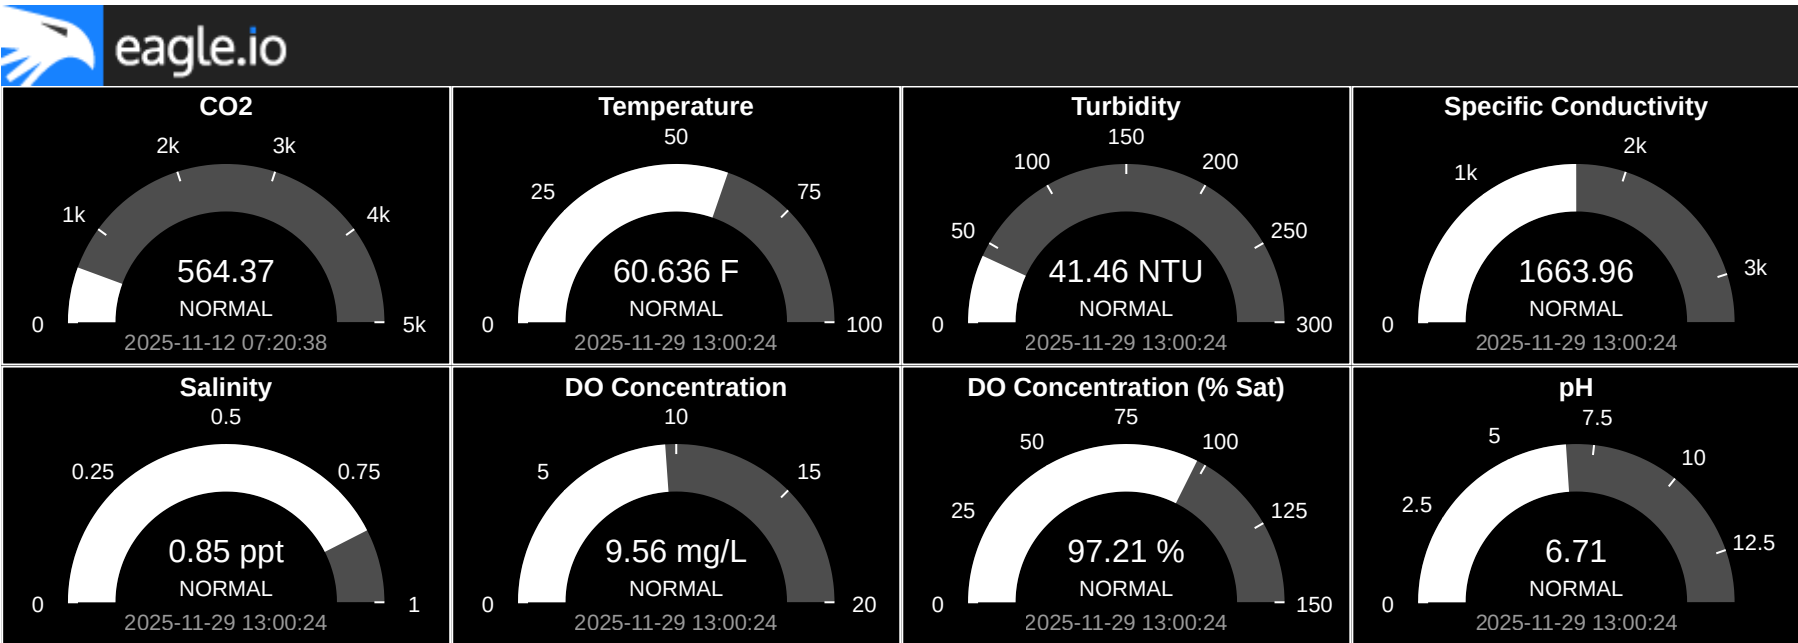 eagle.io
CO2
0
1k
2k
3k
4k
5k
564.37
NORMAL
2025-11-12 07:20:38
Temperature
0
25
50
75
100
60.636 F
NORMAL
2025-11-29 13:00:24
Turbidity
0
50
100
150
200
250
300
41.46 NTU
NORMAL
2025-11-29 13:00:24
Specific Conductivity
0
1k
2k
3k
1663.96
NORMAL
2025-11-29 13:00:24
Salinity
0
0.25
0.5
0.75
1
0.85 ppt
NORMAL
2025-11-29 13:00:24
DO Concentration
0
5
10
15
20
9.56 mg/L
NORMAL
2025-11-29 13:00:24
DO Concentration (% Sat)
0
25
50
75
100
125
150
97.21 %
NORMAL
2025-11-29 13:00:24
pH
0
2.5
5
7.5
10
12.5
6.71
NORMAL
2025-11-29 13:00:24